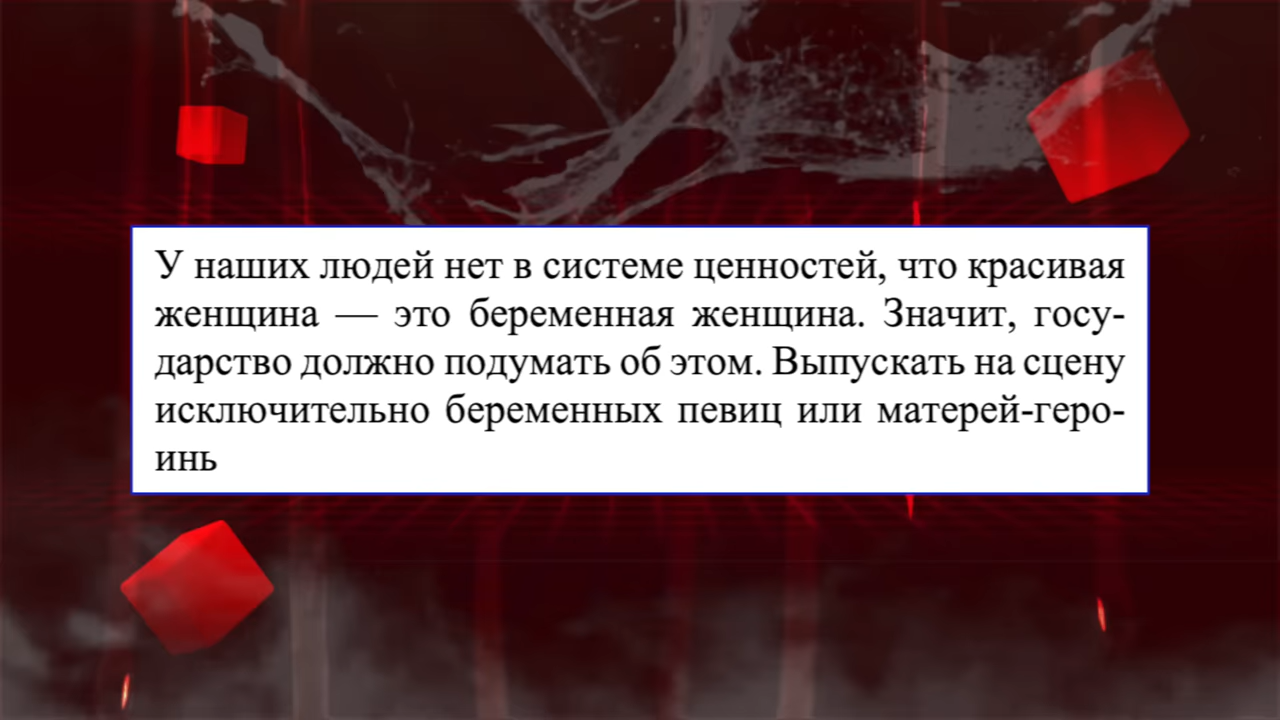 У наших людей нет в системе ценностей, что красивая
женщина — это беременная женщина. Значит, госу-
дарство должно подумать об этом. Выпускать на сцену
исключительно беременных певиц или матерей-геро-
инь